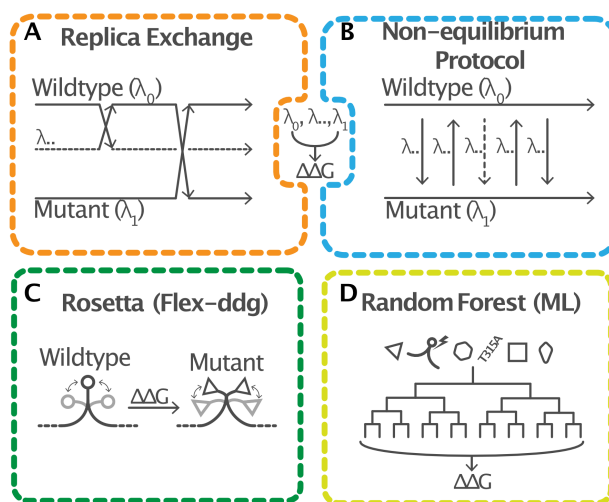 A Replica Exchange
Wildtype (λ₀)
λ..
Mutant (λ₁)
λ₀, λ..,λ₁
ΔΔG
B Non-equilibrium
Protocol
Wildtype (λ₀)
λ.. λ.. λ.. λ.. λ..
Mutant (λ₁)
C Rosetta (Flex-ddg)
Wildtype
Mutant
ΔΔG
D Random Forest (ML)
T315A
ΔΔG